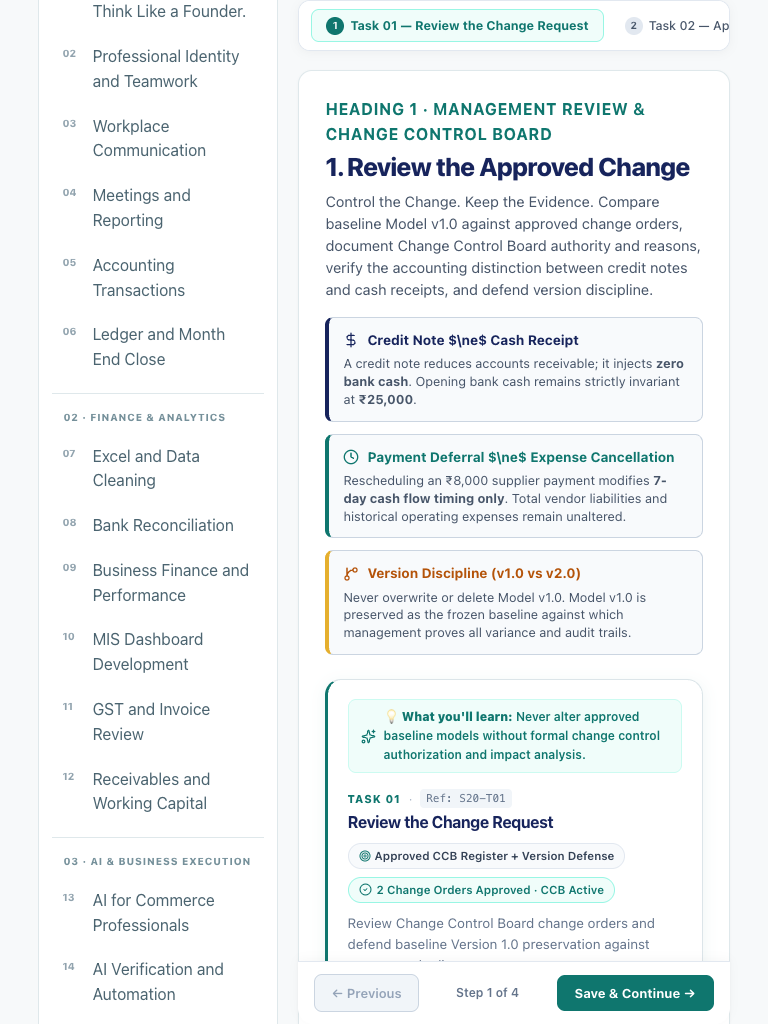 Think Like a Founder.
02 Professional Identity
and Teamwork
03 Workplace
Communication
04 Meetings and
Reporting
05 Accounting
Transactions
06 Ledger and Month
End Close
02 · FINANCE & ANALYTICS
07 Excel and Data
Cleaning
08 Bank Reconciliation
09 Business Finance and
Performance
10 MIS Dashboard
Development
11 GST and Invoice
Review
12 Receivables and
Working Capital
03 · AI & BUSINESS EXECUTION
13 AI for Commerce
Professionals
14 AI Verification and
Automation
1 Task 01 — Review the Change Request
2 Task 02 — Ap
HEADING 1 · MANAGEMENT REVIEW &
CHANGE CONTROL BOARD
1. Review the Approved Change
Control the Change. Keep the Evidence. Compare
baseline Model v1.0 against approved change orders,
document Change Control Board authority and reasons,
verify the accounting distinction between credit notes
and cash receipts, and defend version discipline.
Credit Note $\ne$ Cash Receipt
A credit note reduces accounts receivable; it injects zero
bank cash. Opening bank cash remains strictly invariant
at ₹25,000.
Payment Deferral $\ne$ Expense Cancellation
Rescheduling an ₹8,000 supplier payment modifies 7-
day cash flow timing only. Total vendor liabilities and
historical operating expenses remain unaltered.
Version Discipline (v1.0 vs v2.0)
Never overwrite or delete Model v1.0. Model v1.0 is
preserved as the frozen baseline against which
management proves all variance and audit trails.
💡 What you'll learn: Never alter approved
baseline models without formal change control
authorization and impact analysis.
TASK 01 · Ref: S20-T01
Review the Change Request
Approved CCB Register + Version Defense
2 Change Orders Approved · CCB Active
Review Change Control Board change orders and
defend baseline Version 1.0 preservation against
← Previous
Step 1 of 4
Save & Continue →